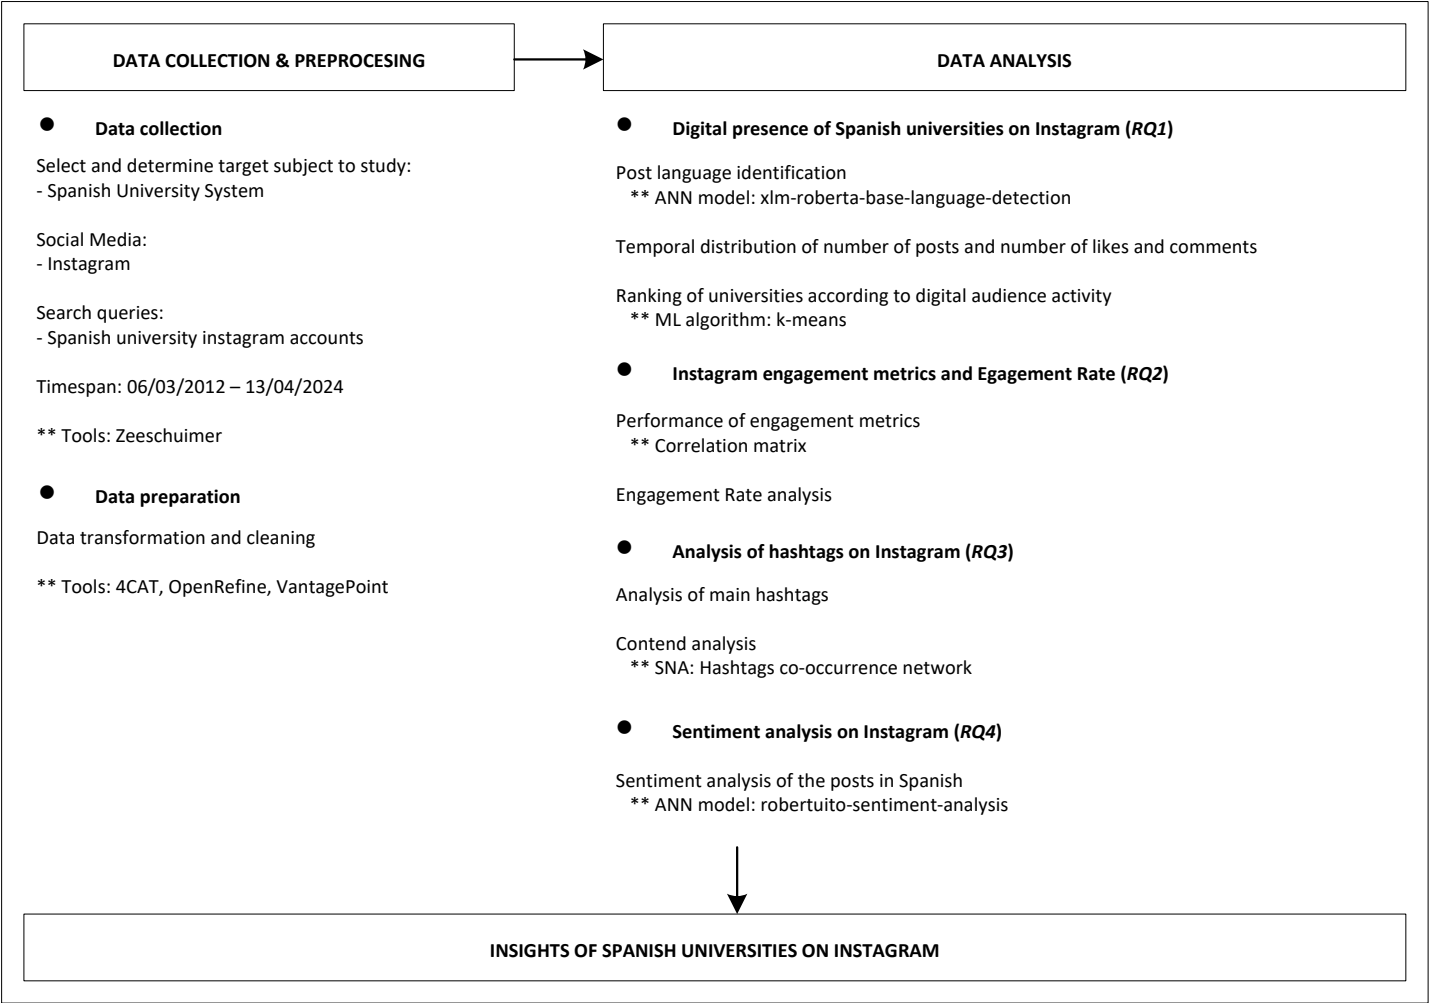 DATA COLLECTION & PREPROCESING
DATA ANALYSIS
● Data collection
Select and determine target subject to study:
- Spanish University System
Social Media:
- Instagram
Search queries:
- Spanish university instagram accounts
Timespan: 06/03/2012 – 13/04/2024
** Tools: Zeeschuimer
● Data preparation
Data transformation and cleaning
** Tools: 4CAT, OpenRefine, VantagePoint
● Digital presence of Spanish universities on Instagram (RQ1)
Post language identification
** ANN model: xlm-roberta-base-language-detection
Temporal distribution of number of posts and number of likes and comments
Ranking of universities according to digital audience activity
** ML algorithm: k-means
● Instagram engagement metrics and Egagement Rate (RQ2)
Performance of engagement metrics
** Correlation matrix
Engagement Rate analysis
● Analysis of hashtags on Instagram (RQ3)
Analysis of main hashtags
Contend analysis
** SNA: Hashtags co-occurrence network
● Sentiment analysis on Instagram (RQ4)
Sentiment analysis of the posts in Spanish
** ANN model: robertuito-sentiment-analysis
INSIGHTS OF SPANISH UNIVERSITIES ON INSTAGRAM